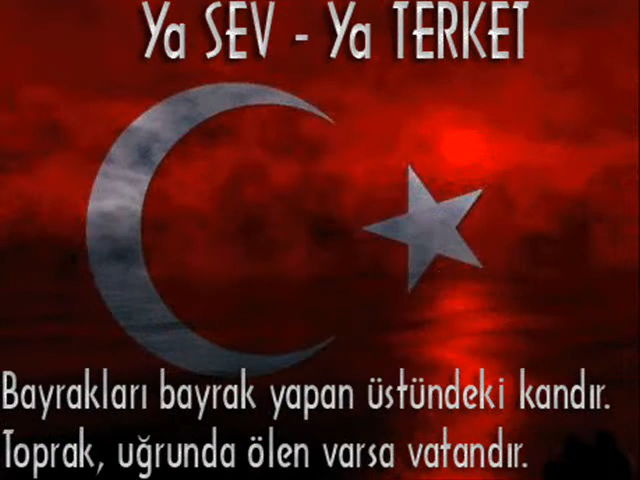 Ya SEV - Ya TERKET
Bayrakları bayrak yapan üstündeki kandır.
Toprak, uğrunda ölen varsa vatandır.